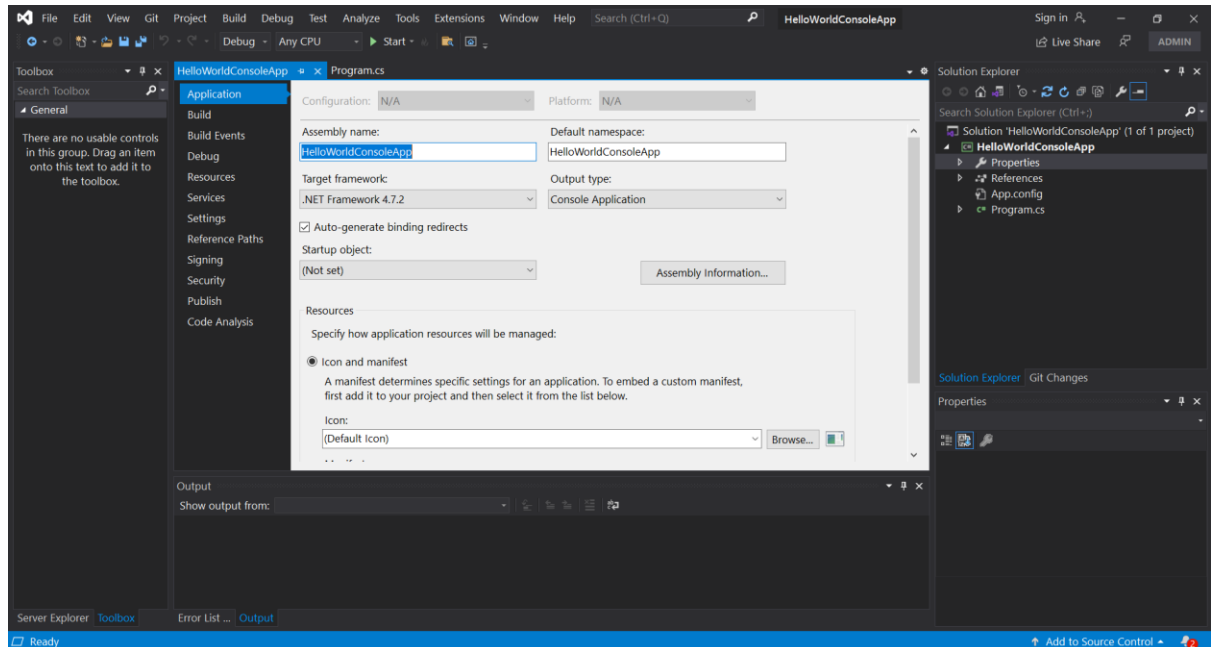 File Edit View Git Project Build Debug Test Analyze Tools Extensions Window Help Search (Ctrl+Q) HelloWorldConsoleApp Sign in
Debug Any CPU Start Live Share ADMIN
Toolbox
Search Toolbox
General
There are no usable controls
in this group. Drag an item
onto this text to add it to
the toolbox.
Server Explorer Toolbox
HelloWorldConsoleApp Program.cs
Application
Build
Build Events
Debug
Resources
Services
Settings
Reference Paths
Signing
Security
Publish
Code Analysis
Configuration: N/A Platform: N/A
Assembly name: Default namespace:
HelloWorldConsoleApp HelloWorldConsoleApp
Target framework: Output type:
.NET Framework 4.7.2 Console Application
Auto-generate binding redirects
Startup object:
(Not set) Assembly Information...
Resources
Specify how application resources will be managed:
Icon and manifest
A manifest determines specific settings for an application. To embed a custom manifest,
first add it to your project and then select it from the list below.
Icon:
(Default Icon) Browse...
Output
Show output from:
Error List ... Output
Solution Explorer
Search Solution Explorer (Ctrl+;)
Solution 'HelloWorldConsoleApp' (1 of 1 project)
HelloWorldConsoleApp
Properties
References
App.config
C# Program.cs
Solution Explorer Git Changes
Properties
Ready Add to Source Control 2